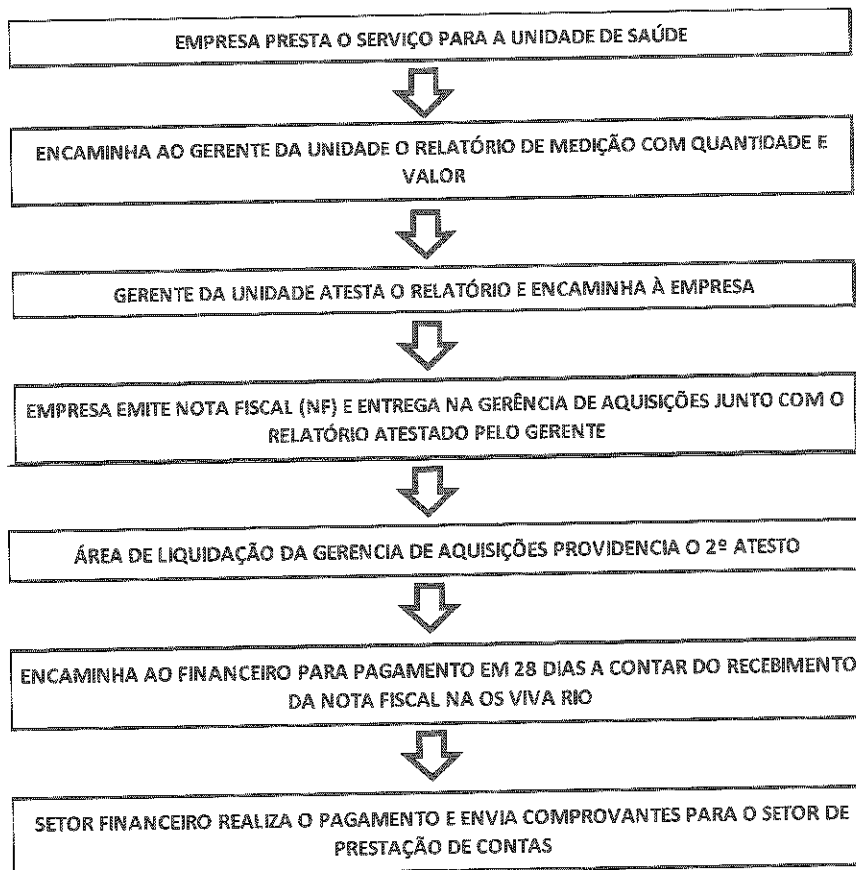 EMPRESA PRESTA O SERVIÇO PARA A UNIDADE DE SAÚDE
ENCAMINHA AO GERENTE DA UNIDADE O RELATÓRIO DE MEDIÇÃO COM QUANTIDADE E
VALOR
GERENTE DA UNIDADE ATESTA O RELATÓRIO E ENCAMINHA À EMPRESA
EMPRESA EMITE NOTA FISCAL (NF) E ENTREGA NA GERÊNCIA DE AQUISIÇÕES JUNTO COM O
RELATÓRIO ATESTADO PELO GERENTE
ÁREA DE LIQUIDAÇÃO DA GERENCIA DE AQUISIÇÕES PROVIDENCIA O 2º ATESTO
ENCAMINHA AO FINANCEIRO PARA PAGAMENTO EM 28 DIAS A CONTAR DO RECEBIMENTO
DA NOTA FISCAL NA OS VIVA RIO
SETOR FINANCEIRO REALIZA O PAGAMENTO E ENVIA COMPROVANTES PARA O SETOR DE
PRESTAÇÃO DE CONTAS